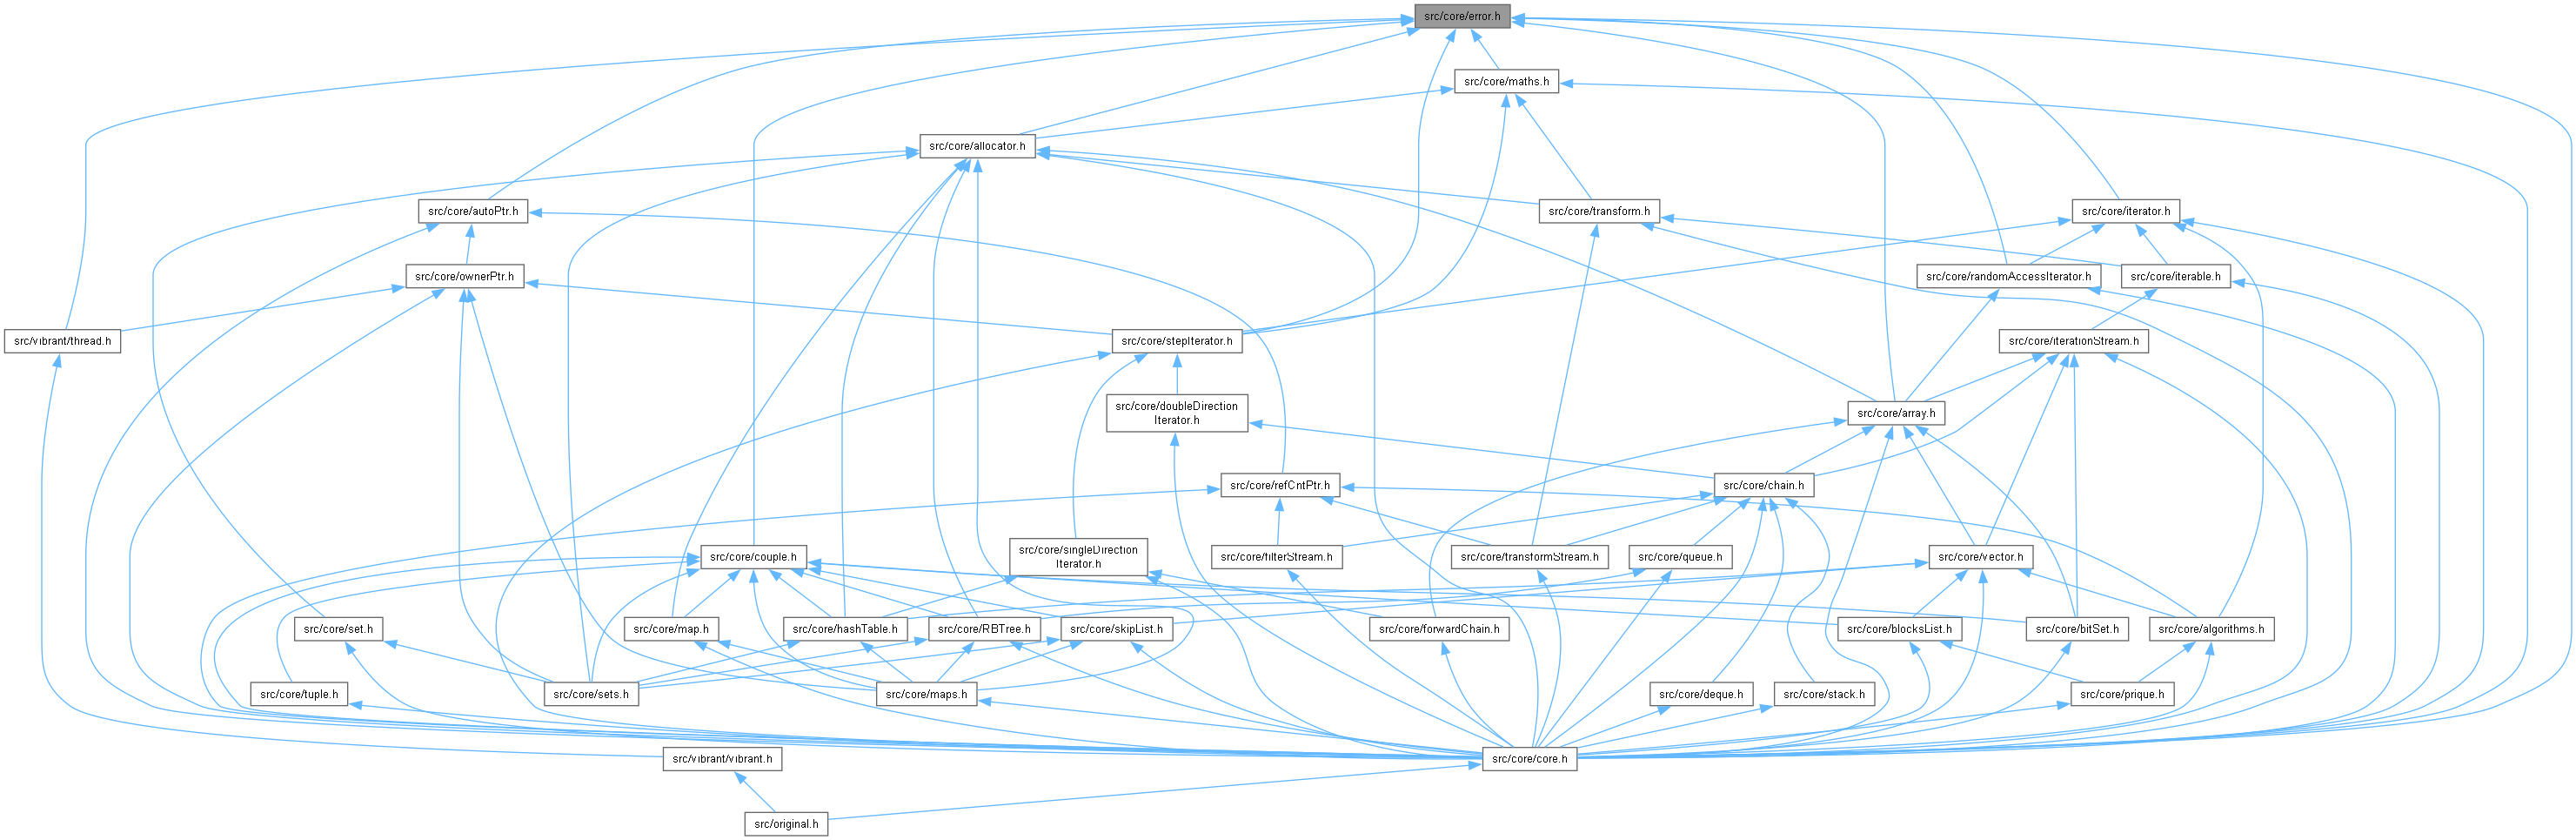 src/core/error.h
src/core/maths.h
src/core/allocator.h
src/core/autoPtr.h
src/core/transform.h
src/core/iterator.h
src/core/ownerPtr.h
src/core/randomAccessIterator.h
src/core/iterable.h
src/vibrant/thread.h
src/core/stepIterator.h
src/core/iterationStream.h
src/core/doubleDirection
Iterator.h
src/core/array.h
src/core/refCntPtr.h
src/core/chain.h
src/core/couple.h
src/core/singleDirection
Iterator.h
src/core/filterStream.h
src/core/transformStream.h
src/core/queue.h
src/core/vector.h
src/core/set.h
src/core/map.h
src/core/hashTable.h
src/core/RBTree.h
src/core/skipList.h
src/core/forwardChain.h
src/core/blocksList.h
src/core/bitSet.h
src/core/algorithms.h
src/core/tuple.h
src/core/sets.h
src/core/maps.h
src/core/deque.h
src/core/stack.h
src/core/prique.h
src/vibrant/vibrant.h
src/core/core.h
src/original.h